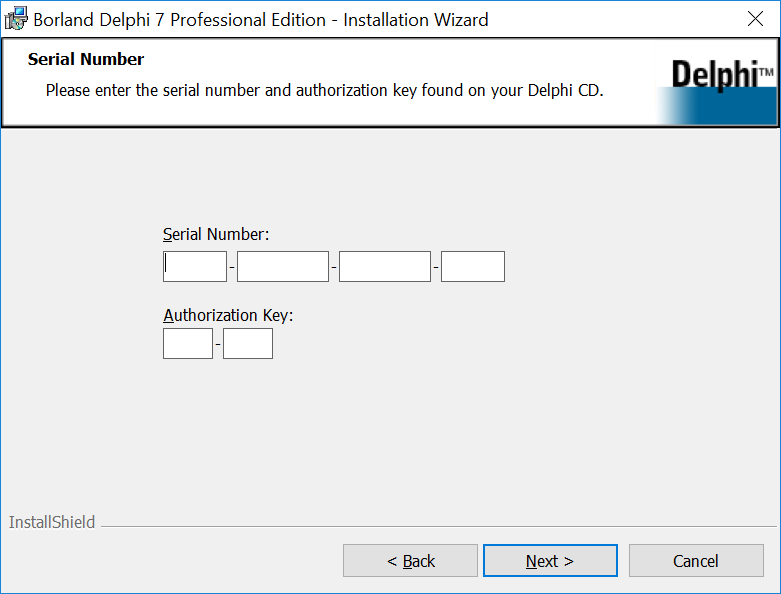 Borland Delphi 7 Professional Edition - Installation Wizard
Serial Number
Please enter the serial number and authorization key found on your Delphi CD.
Delphi™
Serial Number:
- - -
Authorization Key:
-
InstallShield
< Back Next > Cancel